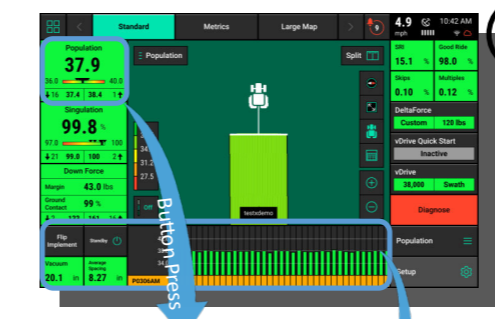 Standard Metrics Large Map 9 4.9 mph 10:42 AM
Population
37.9
36.0 40.0
16 37.4 38.4 1
Singulation
99.8 %
97.0 100
21 99.0 100 2
Down Force
Margin 43.0 lbs
Ground Contact 99 %
Population
Split
31.2
27.5
Off
testxdemo
SRI
15.1 %
Good Ride
98.0 %
Skips
0.10 %
Multiples
0.12 %
DeltaForce
Custom 120 lbs
vDrive Quick Start
Inactive
vDrive
38,000 Swath
Diagnose
Population
Setup
Flip Implement
Standby
Vacuum
20.1 in
Average Spacing
8.27 in
P0306AM
Button Press